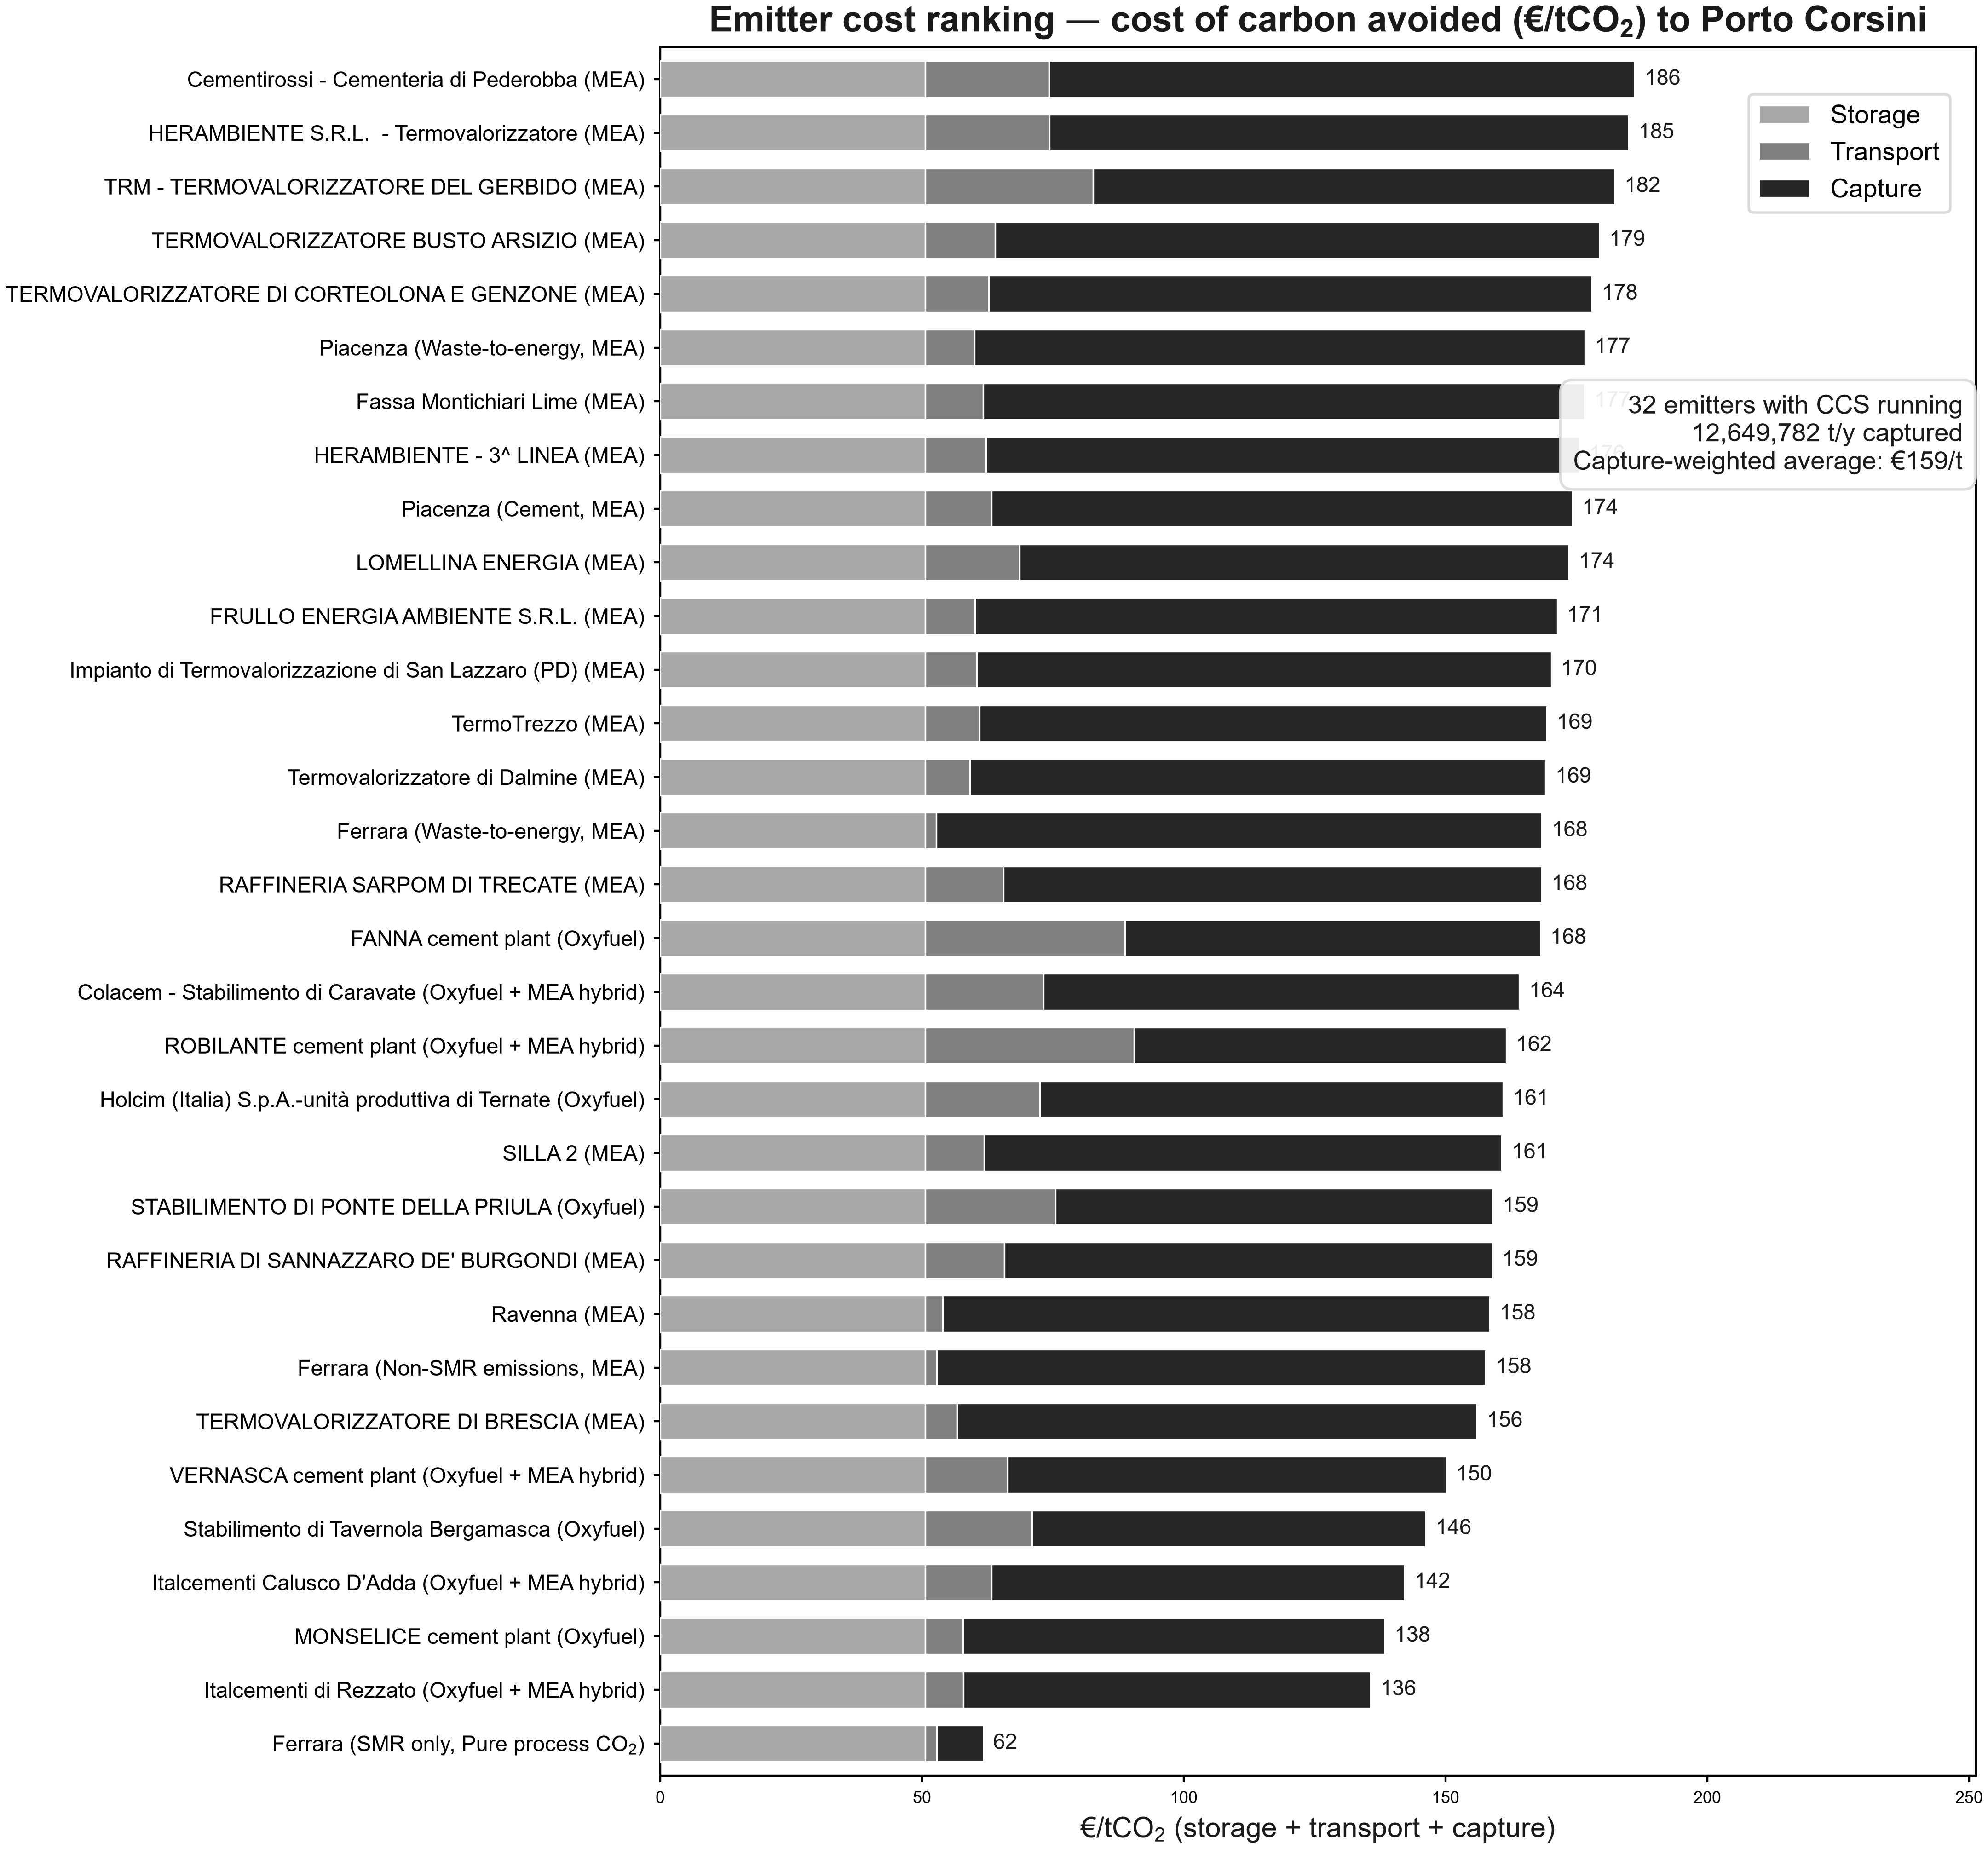 Emitter cost ranking — cost of carbon avoided (€/tCO₂) to Porto Corsini
Cementirossi - Cementeria di Pederobba (MEA) 186
HERAMBIENTE S.R.L.  - Termovalorizzatore (MEA) 185
TRM - TERMOVALORIZZATORE DEL GERBIDO (MEA) 182
TERMOVALORIZZATORE BUSTO ARSIZIO (MEA) 179
TERMOVALORIZZATORE DI CORTEOLONA E GENZONE (MEA) 178
Piacenza (Waste-to-energy, MEA) 177
Fassa Montichiari Lime (MEA) 177
HERAMBIENTE - 3^ LINEA (MEA)
Piacenza (Cement, MEA) 174
LOMELLINA ENERGIA (MEA) 174
FRULLO ENERGIA AMBIENTE S.R.L. (MEA) 171
Impianto di Termovalorizzazione di San Lazzaro (PD) (MEA) 170
TermoTrezzo (MEA) 169
Termovalorizzatore di Dalmine (MEA) 169
Ferrara (Waste-to-energy, MEA) 168
RAFFINERIA SARPOM DI TRECATE (MEA) 168
FANNA cement plant (Oxyfuel) 168
Colacem - Stabilimento di Caravate (Oxyfuel + MEA hybrid) 164
ROBILANTE cement plant (Oxyfuel + MEA hybrid) 162
Holcim (Italia) S.p.A.-unità produttiva di Ternate (Oxyfuel) 161
SILLA 2 (MEA) 161
STABILIMENTO DI PONTE DELLA PRIULA (Oxyfuel) 159
RAFFINERIA DI SANNAZZARO DE' BURGONDI (MEA) 159
Ravenna (MEA) 158
Ferrara (Non-SMR emissions, MEA) 158
TERMOVALORIZZATORE DI BRESCIA (MEA) 156
VERNASCA cement plant (Oxyfuel + MEA hybrid) 150
Stabilimento di Tavernola Bergamasca (Oxyfuel) 146
Italcementi Calusco D'Adda (Oxyfuel + MEA hybrid) 142
MONSELICE cement plant (Oxyfuel) 138
Italcementi di Rezzato (Oxyfuel + MEA hybrid) 136
Ferrara (SMR only, Pure process CO₂) 62
Storage
Transport
Capture
32 emitters with CCS running
12,649,782 t/y captured
Capture-weighted average: €159/t
0 50 100 150 200 250
€/tCO₂ (storage + transport + capture)